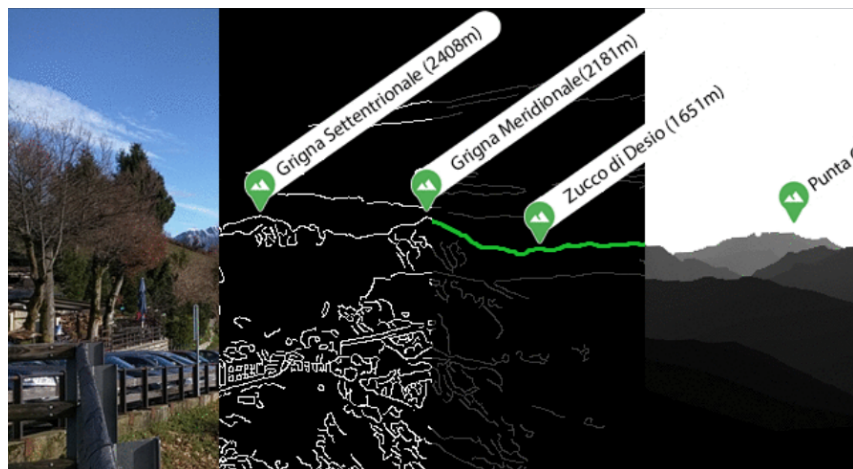 Grigna Settentrionale (2408m)
Grigna Meridionale(2181m)
Zucco di Desio (1651m)
Punta